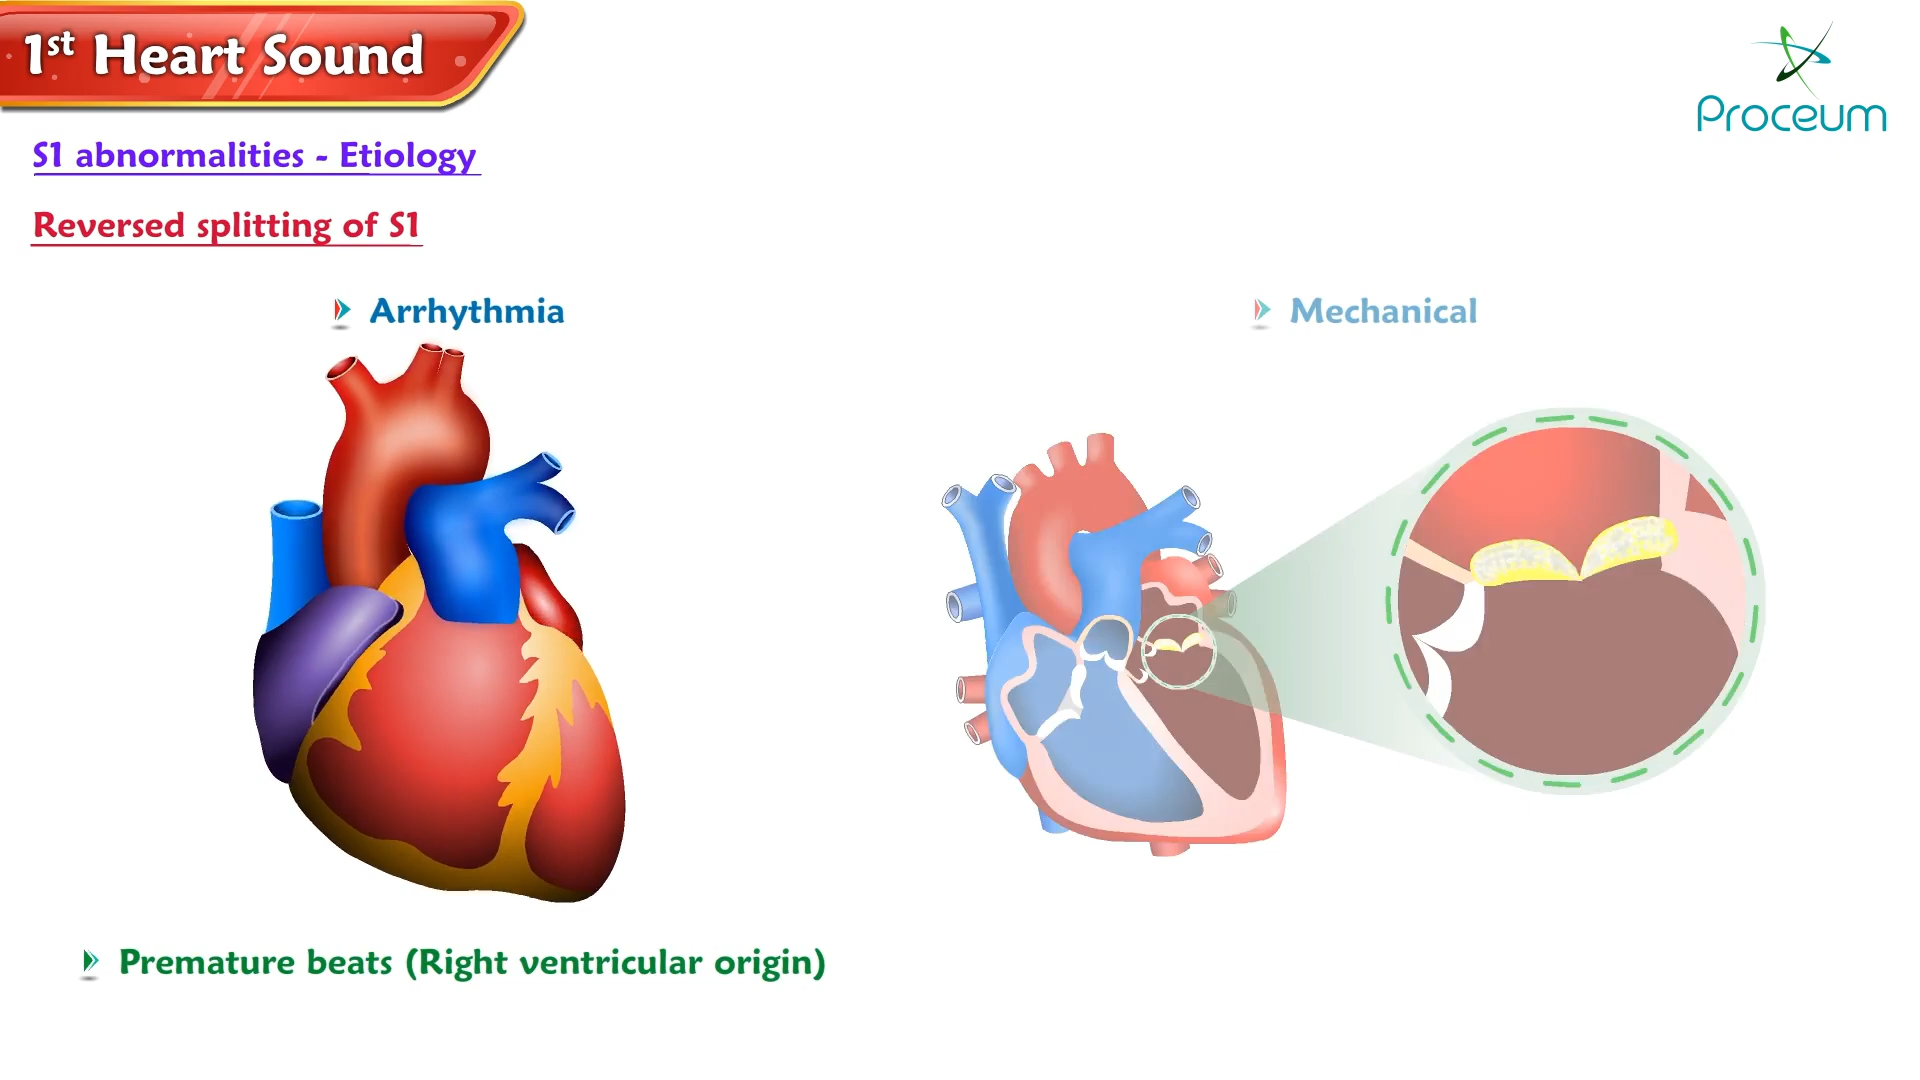 1st Heart Sound
Proceum
S1 abnormalities - Etiology
Reversed splitting of S1
Arrhythmia
Mechanical
Premature beats (Right ventricular origin)